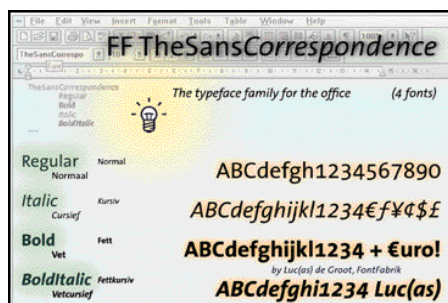 File Edit View Insert Format Tools Table Window Help
FF TheSansCorrespondence
TheSansCorrespo
The typeface family for the office (4 fonts)
TheSansCorrespondence
Regular
Bold
Italic
BoldItalic
Regular Normal
Normaal
ABCdefgh1234567890
Italic Kursiv
Cursief
ABCdefghijkl1234€ƒ¥¢$£
Bold Fett
Vet
ABCdefghijkl1234 + €uro!
by Luc(as) de Groot, FontFabrik
BoldItalic Fettkursiv
Vetcursief
ABCdefghi1234 Luc(as)